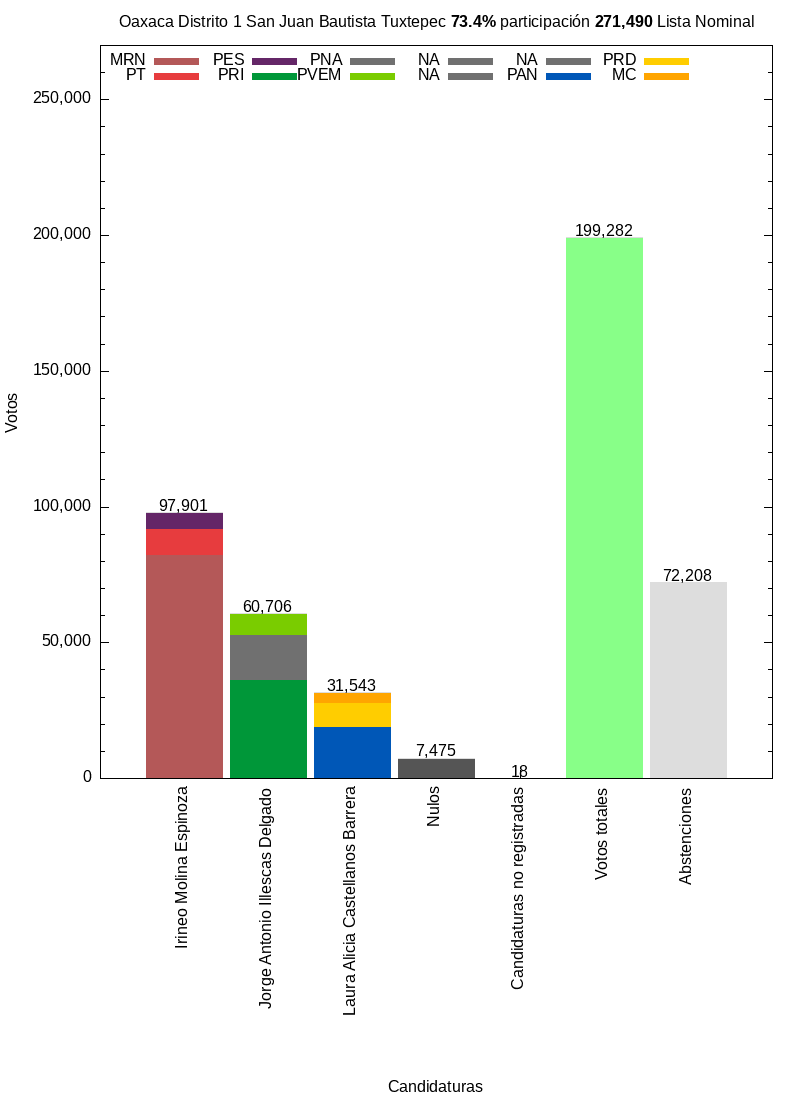 Oaxaca Distrito 1 San Juan Bautista Tuxtepec 73.4% participación 271,490 Lista Nominal
MRN PES PNA NA NA PRD
PT PRI PVEM NA PAN MC
250,000
200,000
150,000
100,000
50,000
0
Votos
97,901
60,706
31,543
7,475
18
199,282
72,208
Irineo Molina Espinoza
Jorge Antonio Illescas Delgado
Laura Alicia Castellanos Barrera
Nulos
Candidaturas no registradas
Votos totales
Abstenciones
Candidaturas